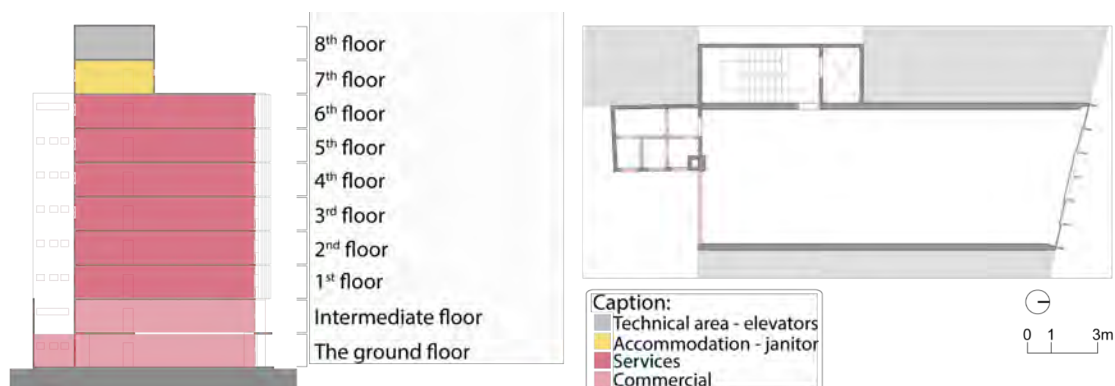 8th floor
7th floor
6th floor
5th floor
4th floor
3rd floor
2nd floor
1st floor
Intermediate floor
The ground floor
Caption:
Technical area - elevators
Accommodation - janitor
Services
Commercial
0 1 3m